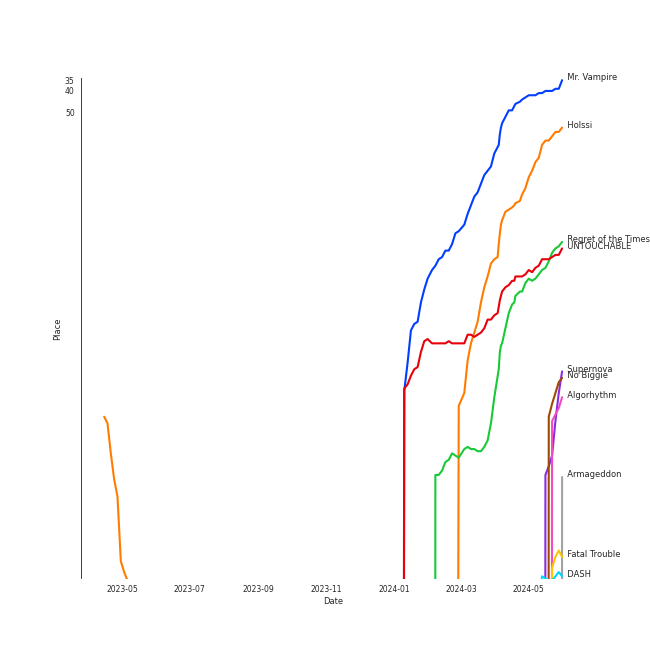 35
40
50
Place
Mr. Vampire
Holssi
Regret of the Times
UNTOUCHABLE
Supernova
No Biggie
Algorhythm
Armageddon
Fatal Trouble
DASH
2023-05
2023-07
2023-09
2023-11
2024-01
2024-03
2024-05
Date